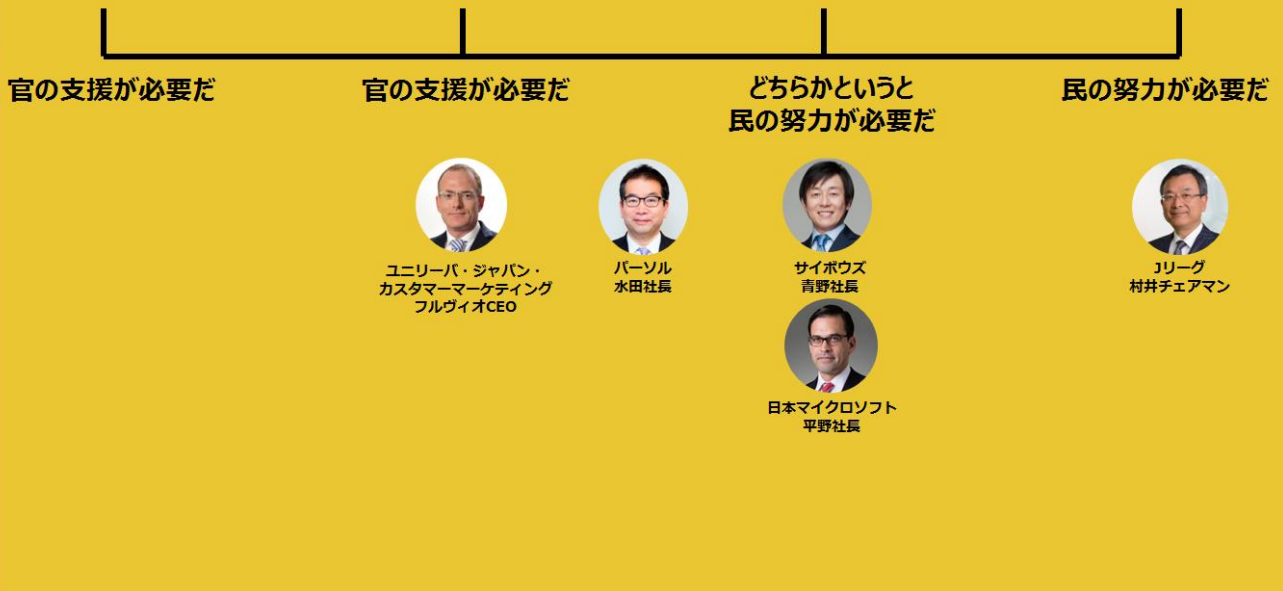 官の支援が必要だ
官の支援が必要だ
どちらかというと
民の努力が必要だ
民の努力が必要だ
ユニリーバ・ジャパン・
カスタマーマーケティング
フルヴィオCEO
パーソル
水田社長
サイボウズ
青野社長
Jリーグ
村井チェアマン
日本マイクロソフト
平野社長